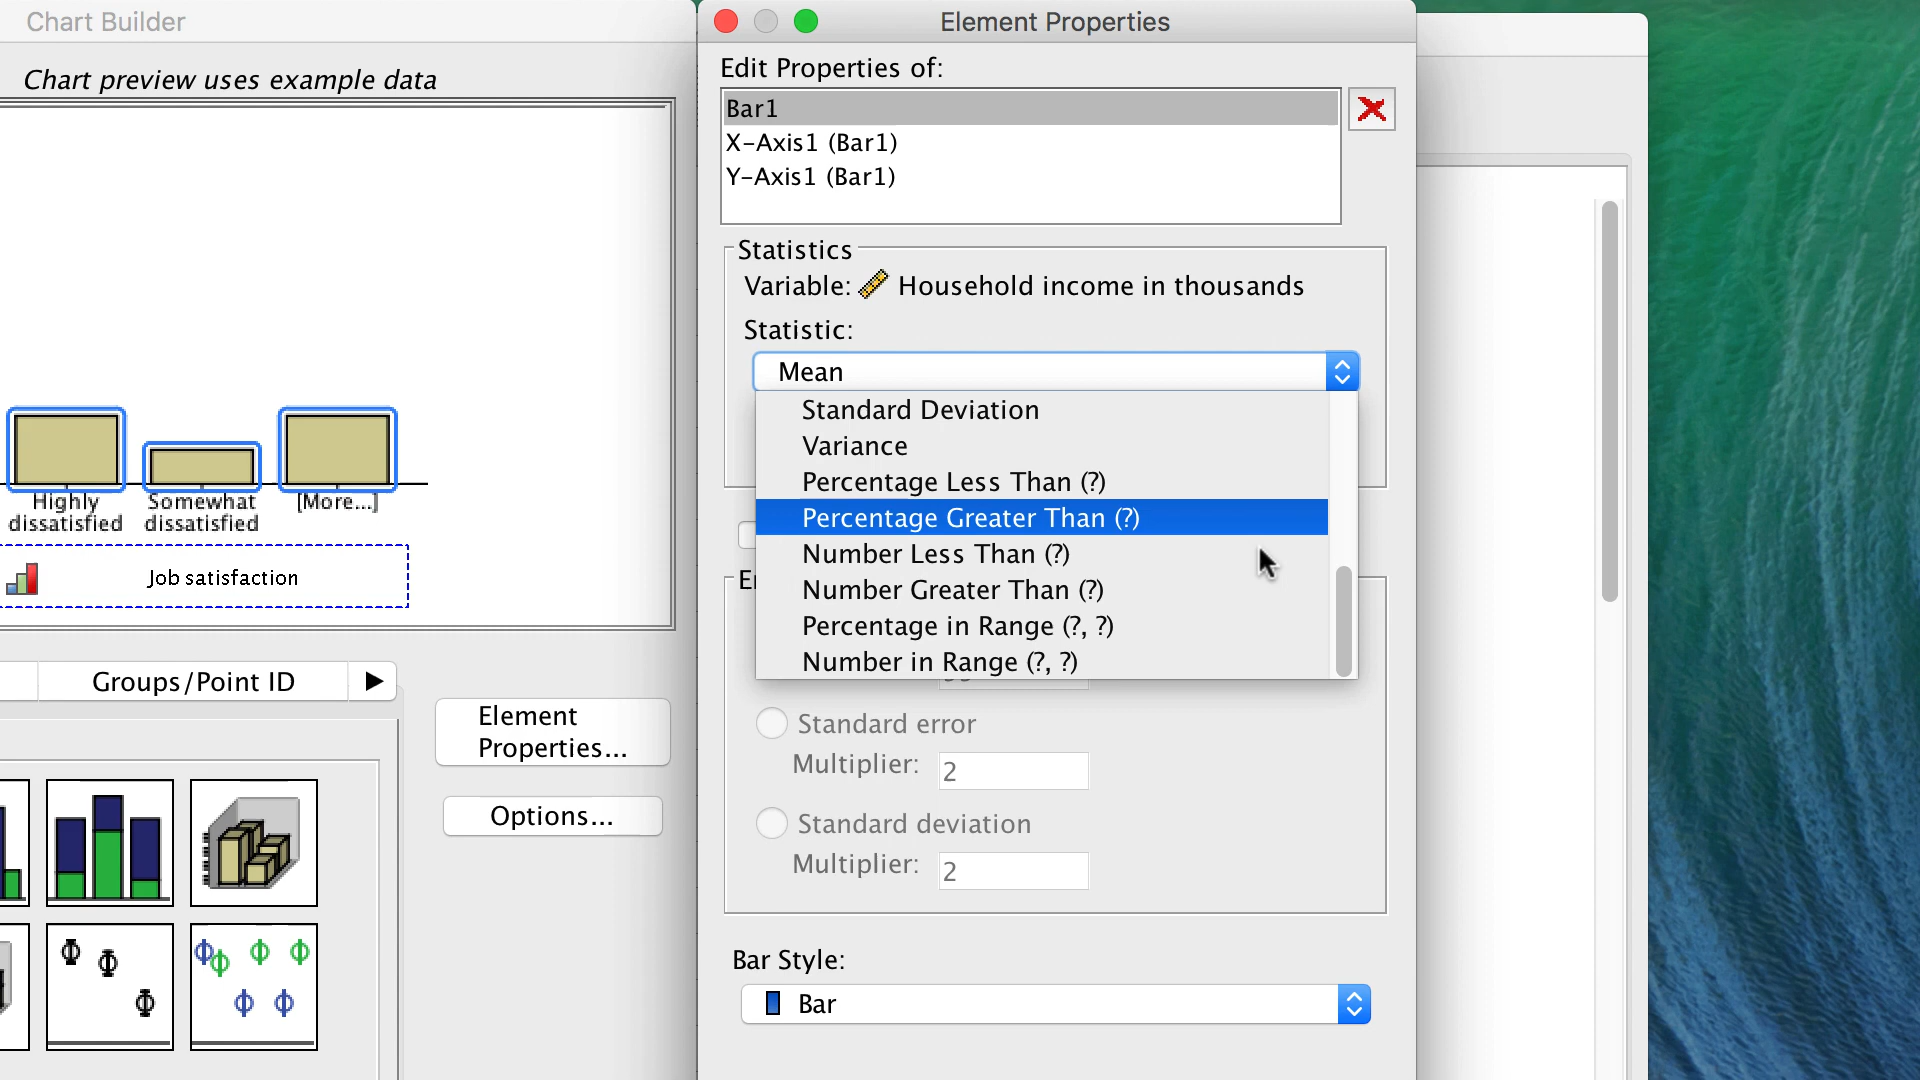 Chart Builder
Chart preview uses example data
Highly
dissatisfied
Somewhat
dissatisfied
[More...]
Job satisfaction
Groups/Point ID
Element
Properties...
Options...
Element Properties
Edit Properties of:
Bar1
X-Axis1 (Bar1)
Y-Axis1 (Bar1)
Statistics
Variable: Household income in thousands
Statistic:
Mean
Standard Deviation
Variance
Percentage Less Than (?)
Percentage Greater Than (?)
Number Less Than (?)
Number Greater Than (?)
Percentage in Range (?, ?)
Number in Range (?, ?)
Standard error
Multiplier: 2
Standard deviation
Multiplier: 2
Bar Style:
Bar